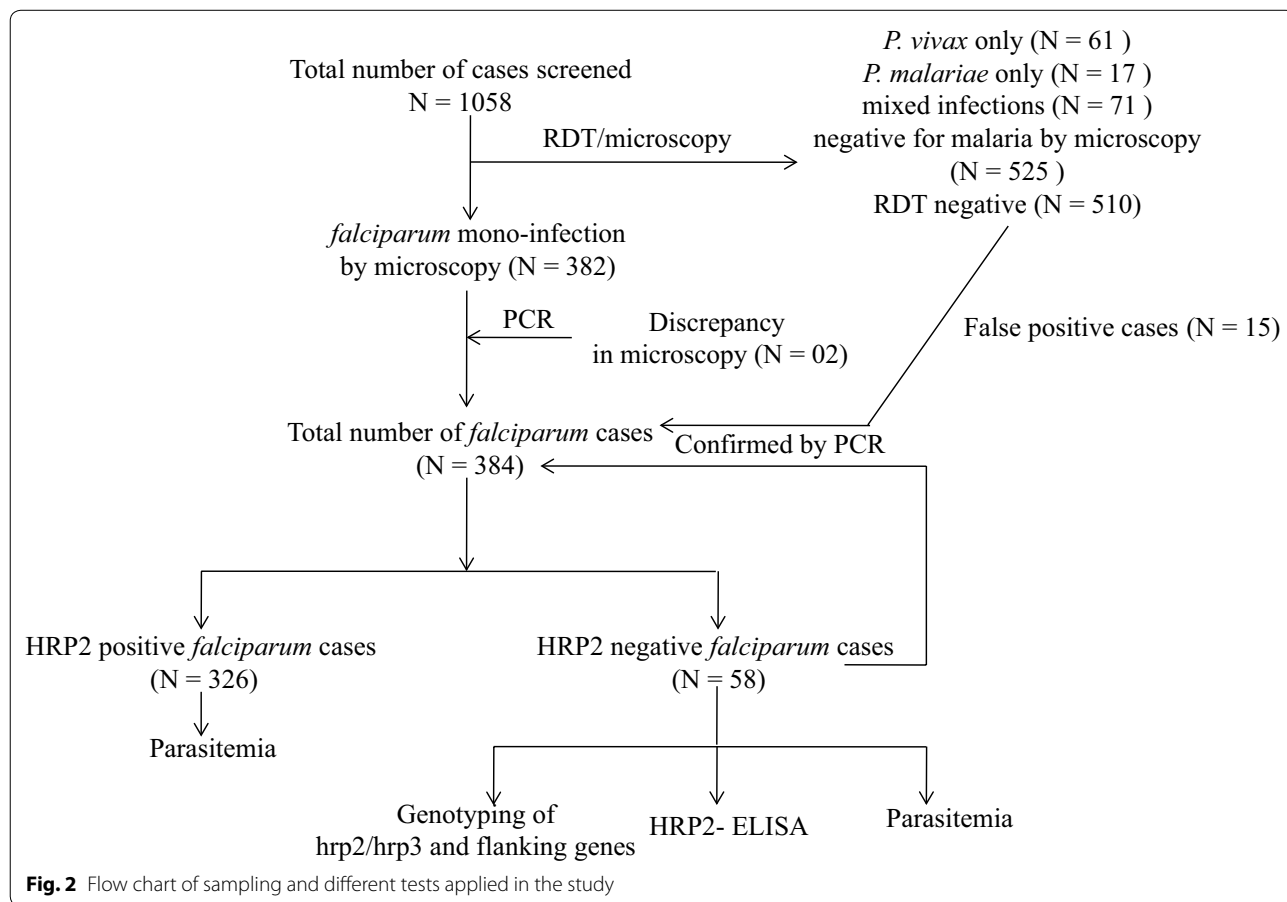 Total number of cases screened
N = 1058
P. vivax only (N = 61 )
P. malariae only (N = 17 )
mixed infections (N = 71 )
negative for malaria by microscopy
(N = 525 )
RDT negative (N = 510)
RDT/microscopy
falciparum mono-infection
by microscopy (N = 382)
PCR
Discrepancy
in microscopy (N = 02)
False positive cases (N = 15)
Total number of falciparum cases
(N = 384)
Confirmed by PCR
HRP2 positive falciparum cases
(N = 326)
HRP2 negative falciparum cases
(N = 58)
Parasitemia
Genotyping of
hrp2/hrp3 and flanking genes
HRP2- ELISA
Parasitemia
Fig. 2 Flow chart of sampling and different tests applied in the study